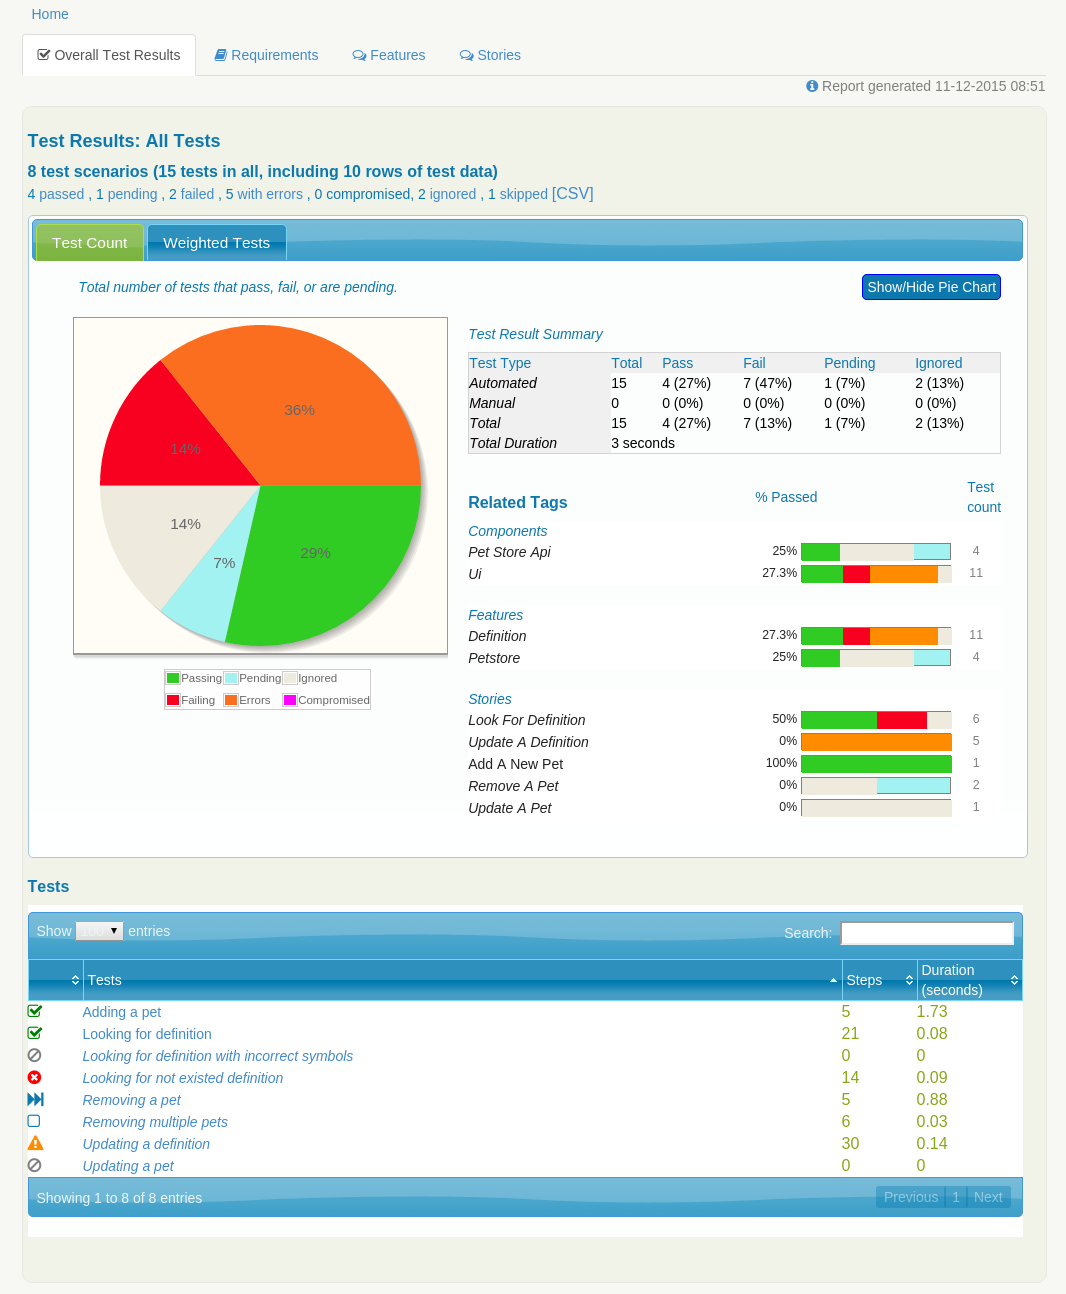 Home
Overall Test Results Requirements Features Stories
Report generated 11-12-2015 08:51
Test Results: All Tests
8 test scenarios (15 tests in all, including 10 rows of test data)
4 passed , 1 pending , 2 failed , 5 with errors , 0 compromised, 2 ignored , 1 skipped [CSV]
Test Count Weighted Tests
Total number of tests that pass, fail, or are pending.
Show/Hide Pie Chart
36%
14%
14%
7%
29%
Passing Pending Ignored
Failing Errors Compromised
Test Result Summary
Test Type Total Pass Fail Pending Ignored
Automated 15 4 (27%) 7 (47%) 1 (7%) 2 (13%)
Manual 0 0 (0%) 0 (0%) 0 (0%) 0 (0%)
Total 15 4 (27%) 7 (13%) 1 (7%) 2 (13%)
Total Duration 3 seconds
Related Tags % Passed Test count
Components
Pet Store Api 25% 4
Ui 27.3% 11
Features
Definition 27.3% 11
Petstore 25% 4
Stories
Look For Definition 50% 6
Update A Definition 0% 5
Add A New Pet 100% 1
Remove A Pet 0% 2
Update A Pet 0% 1
Tests
Show 100 entries Search:
Tests Steps Duration (seconds)
Adding a pet 5 1.73
Looking for definition 21 0.08
Looking for definition with incorrect symbols 0 0
Looking for not existed definition 14 0.09
Removing a pet 5 0.88
Removing multiple pets 6 0.03
Updating a definition 30 0.14
Updating a pet 0 0
Showing 1 to 8 of 8 entries Previous 1 Next